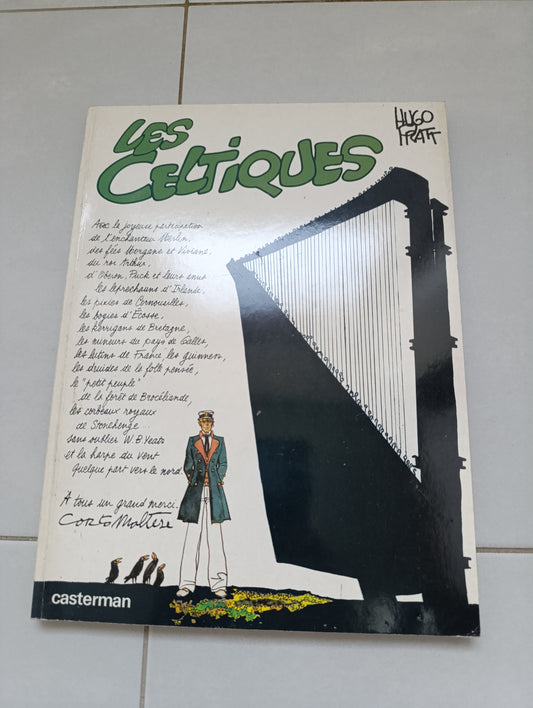 LES
CELTIQUES
HUGO
PRATT
Avec la joyeuse participation
de l'enchanteur Merlin,
des fées Morgane et Viviane,
du roi Arthur,
d'Oberon, Puck et leurs amis
les leprechauns d'Irlande,
les pixies de Cornouailles,
les bogies d'Écosse,
les korrigans de Bretagne,
les mineurs du pays de Galles,
les lutins de France, les guinners,
les druides de la folle pensée,
le "petit peuple"
de la forêt de Brocéliande,
les corbeaux royaux
de Stonehenge
sans oublier W.B. Yeats
et la harpe du vent
quelque part vers le nord.
A tous un grand merci.
CORTO Maltese
casterman